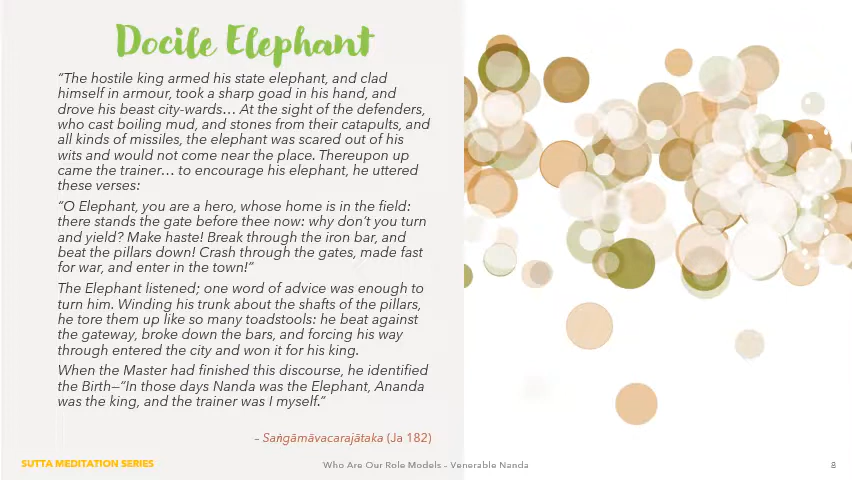 Docile Elephant
“The hostile king armed his state elephant, and clad
himself in armour, took a sharp goad in his hand, and
drove his beast city-wards… At the sight of the defenders,
who cast boiling mud, and stones from their catapults, and
all kinds of missiles, the elephant was scared out of his
wits and would not come near the place. Thereupon up
came the trainer… to encourage his elephant, he uttered
these verses:
“O Elephant, you are a hero, whose home is in the field:
there stands the gate before thee now: why don’t you turn
and yield? Make haste! Break through the iron bar, and
beat the pillars down! Crash through the gates, made fast
for war, and enter in the town!”
The Elephant listened; one word of advice was enough to
turn him. Winding his trunk about the shafts of the pillars,
he tore them up like so many toadstools: he beat against
the gateway, broke down the bars, and forcing his way
through entered the city and won it for his king.
When the Master had finished this discourse, he identified
the Birth—“In those days Nanda was the Elephant, Ananda
was the king, and the trainer was I myself.”
– Saṅgāmāvacarajātaka (Ja 182)
SUTTA MEDITATION SERIES
Who Are Our Role Models – Venerable Nanda
8